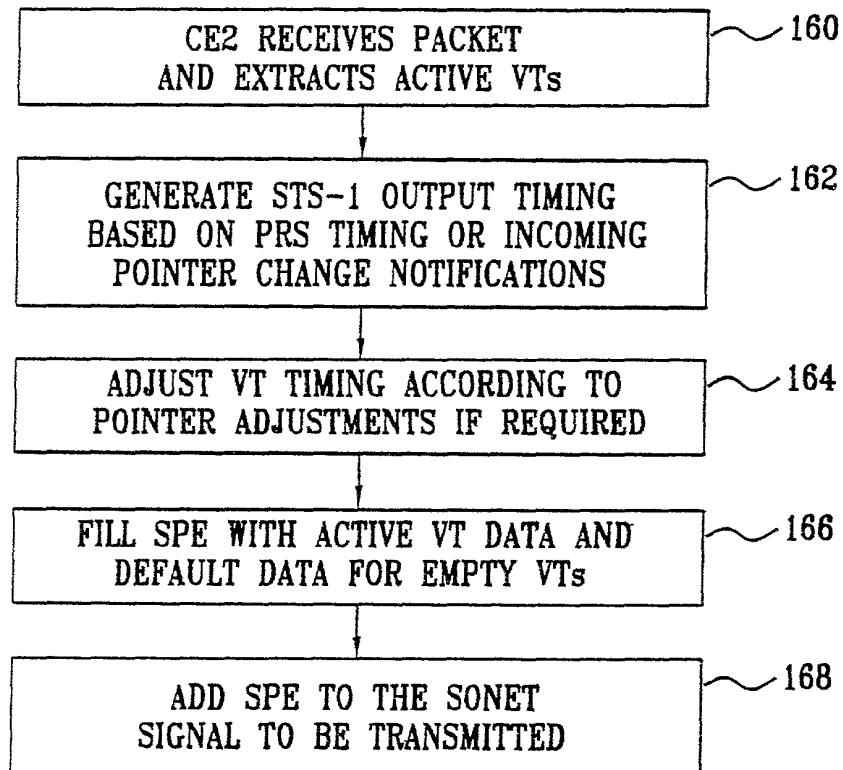 CE2 RECEIVES PACKET
AND EXTRACTS ACTIVE VTs
160
GENERATE STS-1 OUTPUT TIMING
BASED ON PRS TIMING OR INCOMING
POINTER CHANGE NOTIFICATIONS
162
ADJUST VT TIMING ACCORDING TO
POINTER ADJUSTMENTS IF REQUIRED
164
FILL SPE WITH ACTIVE VT DATA AND
DEFAULT DATA FOR EMPTY VTs
166
ADD SPE TO THE SONET
SIGNAL TO BE TRANSMITTED
168